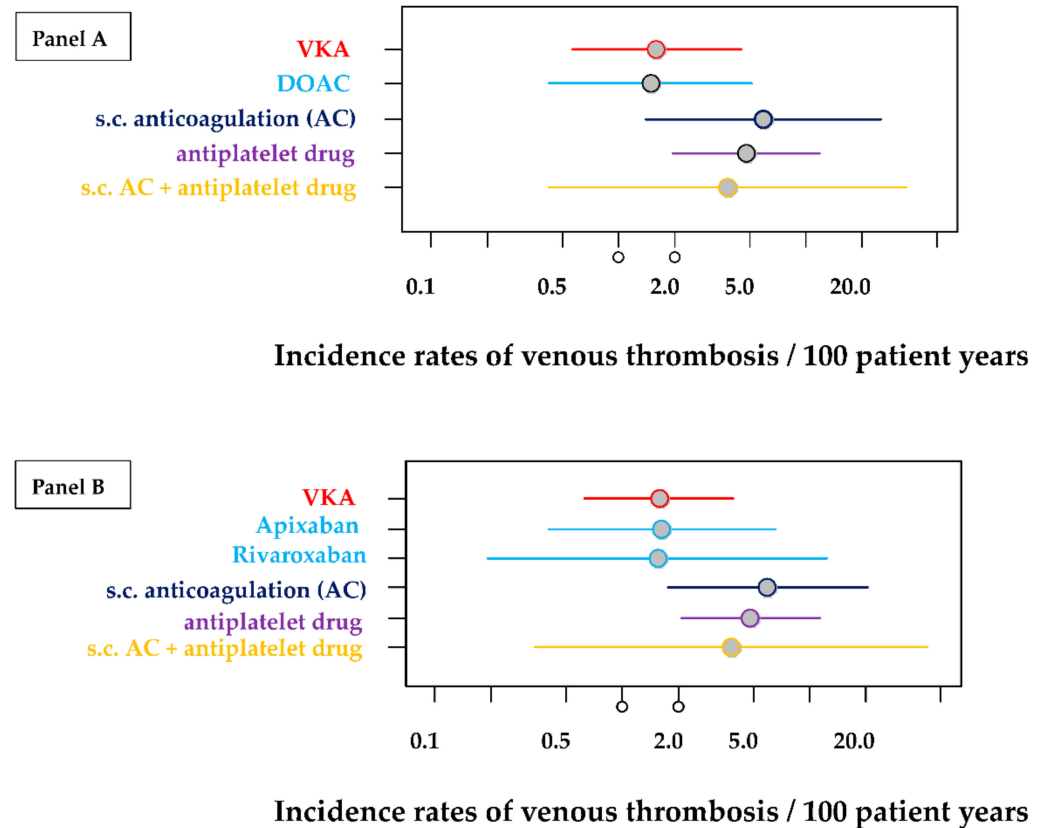 Panel A
VKA
DOAC
s.c. anticoagulation (AC)
antiplatelet drug
s.c. AC + antiplatelet drug
0.1 0.5 2.0 5.0 20.0
Incidence rates of venous thrombosis / 100 patient years
Panel B
VKA
Apixaban
Rivaroxaban
s.c. anticoagulation (AC)
antiplatelet drug
s.c. AC + antiplatelet drug
0.1 0.5 2.0 5.0 20.0
Incidence rates of venous thrombosis / 100 patient years